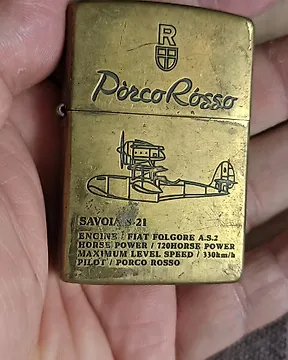 R
Porco Rosso
SAVOIA S-21
ENGINE / FIAT FOLGORE A.S.2
HORSE POWER / 720HORSE POWER
MAXIMUM LEVEL SPEED / 330km/h
PILOT / PORCO ROSSO